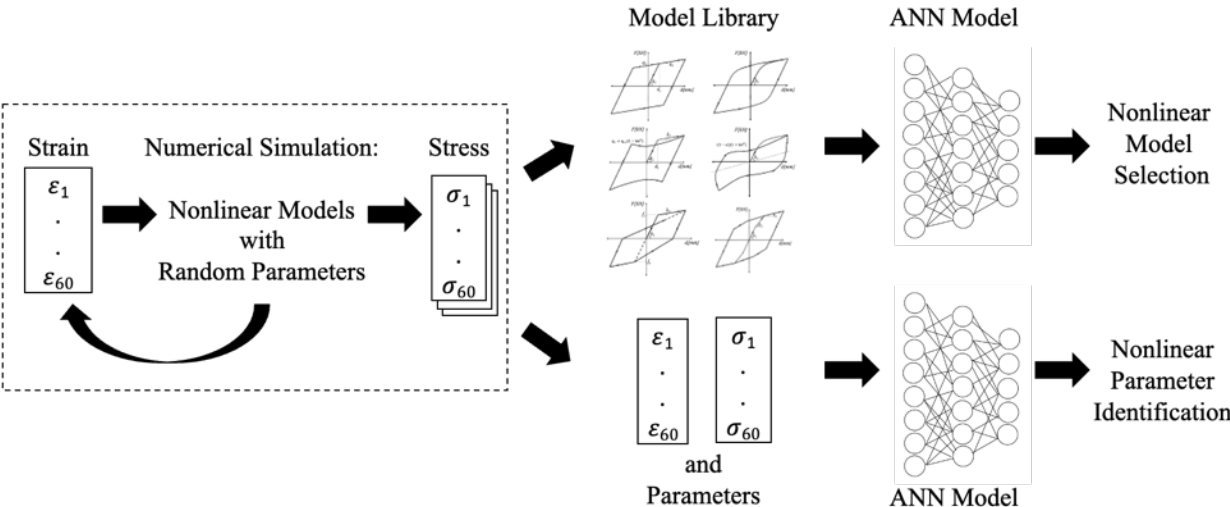 Model Library
ANN Model
Strain
Numerical Simulation:
Stress
ε1
.
.
ε60
Nonlinear Models
with
Random Parameters
σ1
.
.
σ60
Nonlinear
Model
Selection
ε1
.
.
ε60
σ1
.
.
σ60
and
Parameters
ANN Model
Nonlinear
Parameter
Identification